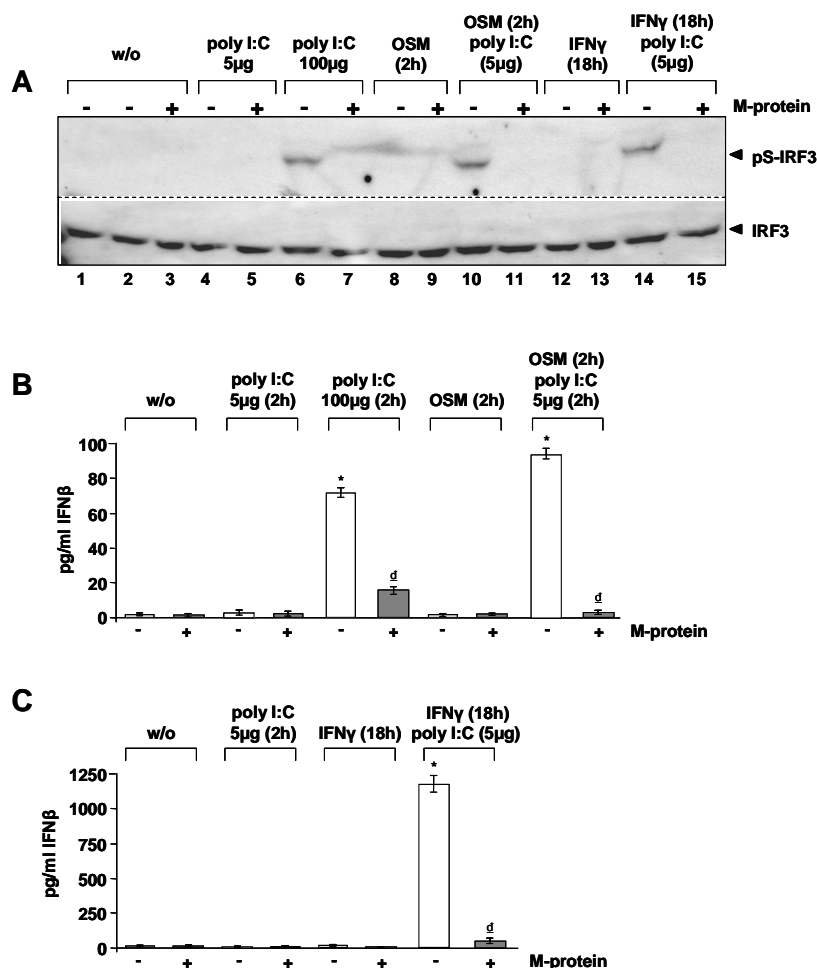 A
w/o
poly I:C
5µg
poly I:C
100µg
OSM
(2h)
OSM (2h)
poly I:C
(5µg)
IFNγ
(18h)
IFNγ (18h)
poly I:C
(5µg)
- - + - + - + - + - + - + - + M-protein
pS-IRF3
IRF3
1 2 3 4 5 6 7 8 9 10 11 12 13 14 15
B
w/o
poly I:C
5µg (2h)
poly I:C
100µg (2h)
OSM (2h)
OSM (2h)
poly I:C
5µg (2h)
pg/ml IFNβ
100
80
60
40
20
0
*
đ
*
đ
- + - + - + - + - + M-protein
C
w/o
poly I:C
5µg (2h)
IFNγ (18h)
IFNγ (18h)
poly I:C (5µg)
pg/ml IFNβ
1250
1000
750
500
250
0
*
đ
- + - + - + - + M-protein